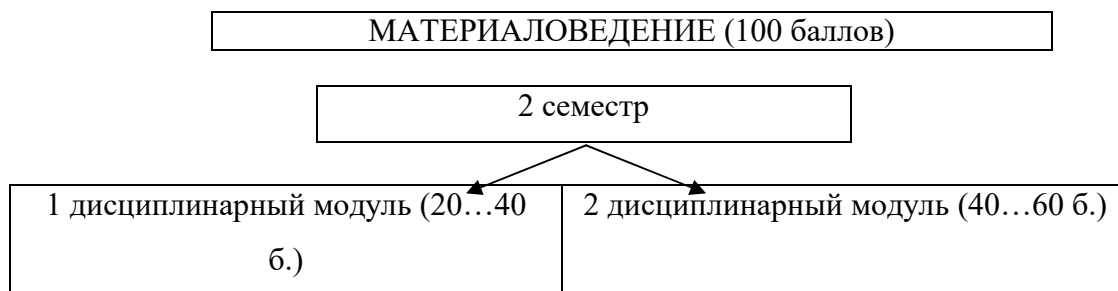 МАТЕРИАЛОВЕДЕНИЕ (100 баллов)
2 семестр
1 дисциплинарный модуль (20…40
б.)
2 дисциплинарный модуль (40…60 б.)